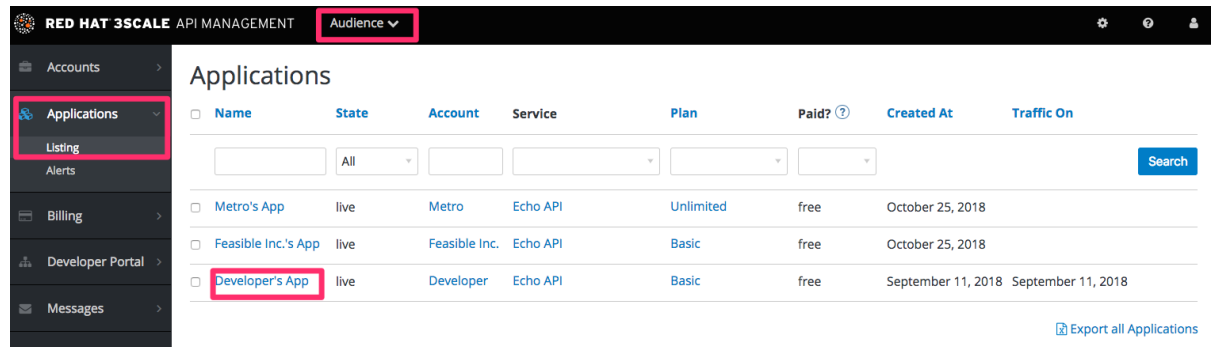 RED HAT 3SCALE API MANAGEMENT Audience
Accounts
Applications
Listing
Alerts
Billing
Developer Portal
Messages
Applications
Name State Account Service Plan Paid? ? Created At Traffic On
All Search
Metro's App live Metro Echo API Unlimited free October 25, 2018
Feasible Inc.'s App live Feasible Inc. Echo API Basic free October 25, 2018
Developer's App live Developer Echo API Basic free September 11, 2018 September 11, 2018
Export all Applications